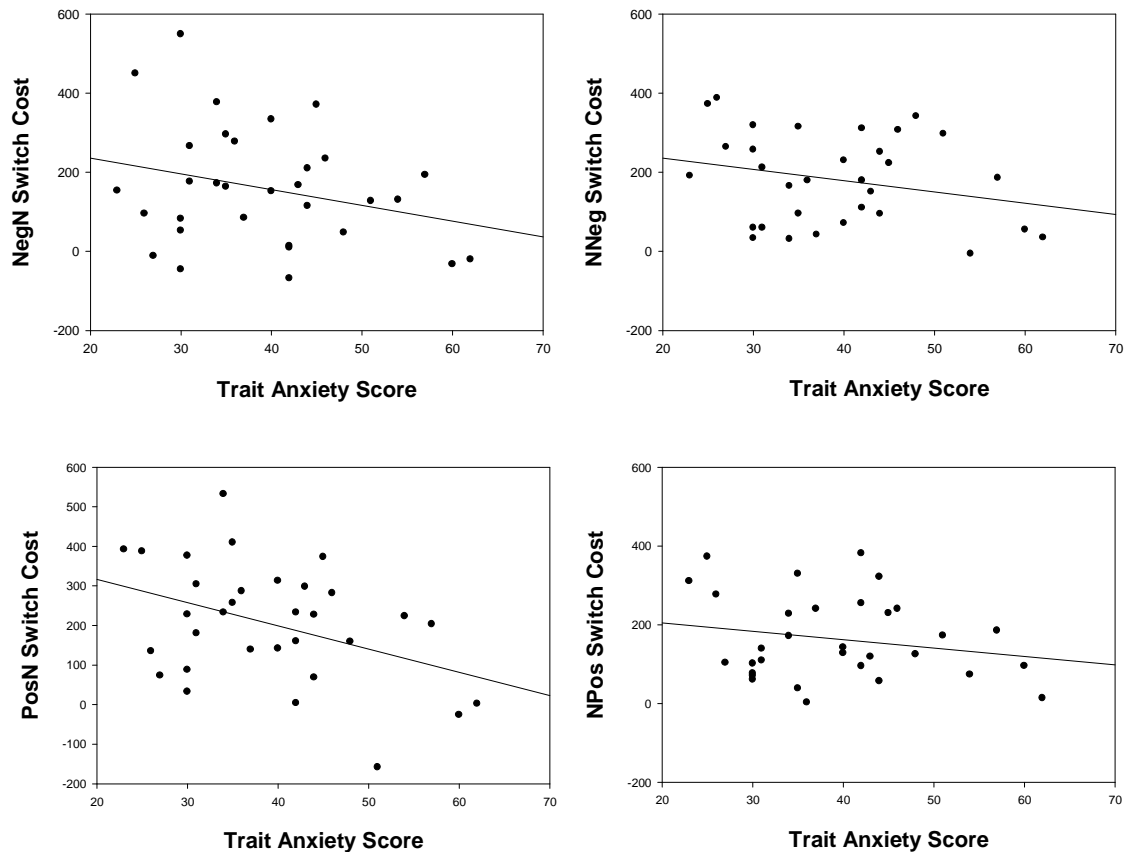 600
400
200
0
-200
20 30 40 50 60 70
NegN Switch Cost
Trait Anxiety Score
600
400
200
0
-200
20 30 40 50 60 70
NNeg Switch Cost
Trait Anxiety Score
600
500
400
300
200
100
0
-100
-200
20 30 40 50 60 70
PosN Switch Cost
Trait Anxiety Score
600
400
200
0
-200
20 30 40 50 60 70
NPos Switch Cost
Trait Anxiety Score